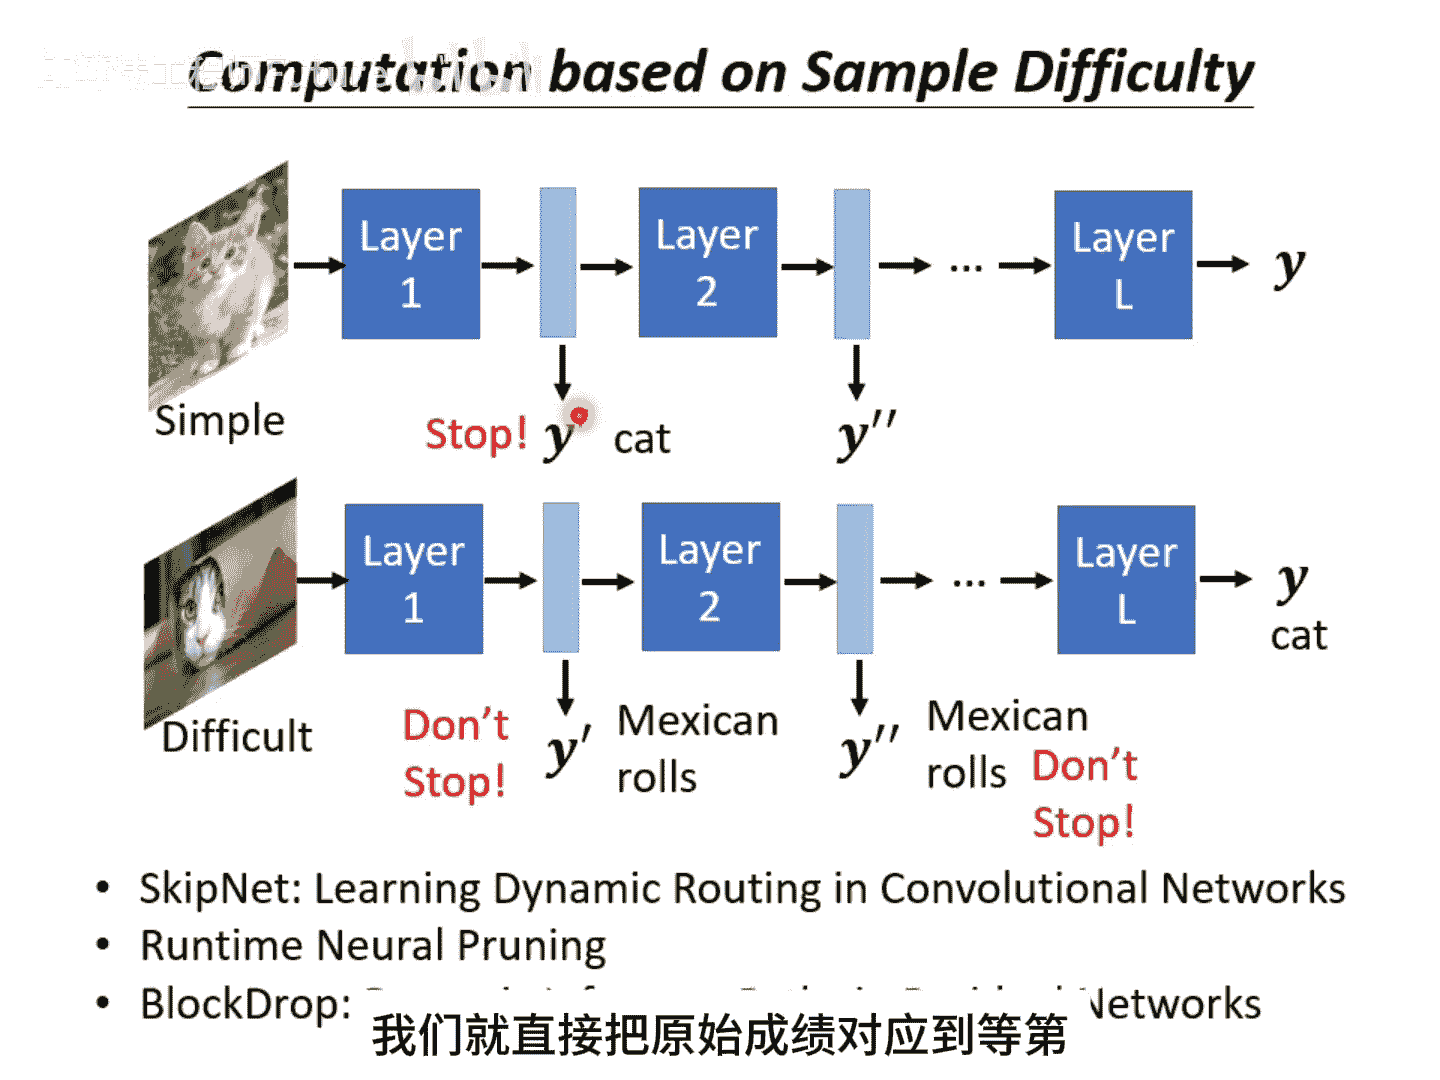 Computation based on Sample Difficulty
Layer 1
Layer 2
...
Layer L
y
Simple
Stop!
y'
cat
y''
Layer 1
Layer 2
...
Layer L
y
cat
Difficult
Don't Stop!
y'
Mexican rolls
y''
Mexican rolls
Don't Stop!
• SkipNet: Learning Dynamic Routing in Convolutional Networks
• Runtime Neural Pruning
• BlockDrop: Networks
我们就直接把原始成绩对应到等第